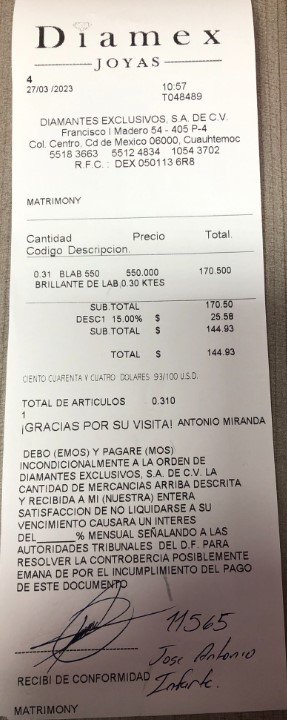 Diamex
JOYAS
4
27/03 /2023 10:57
T048489
DIAMANTES EXCLUSIVOS, S.A. DE C.V.
Francisco I Madero 54 - 405 P-4
Col. Centro. Cd de Mexico 06000, Cuauhtemoc
5518 3663 5512 4834 1054 3702
R.F.C. : DEX 050113 6R8
MATRIMONY
Cantidad Precio Total.
Codigo Descripcion.
0.31 BLAB 550 550.000 170.500
BRILLANTE DE LAB.0.30 KTES
SUB.TOTAL 170.50
DESC1 15.00% $ 25.58
SUB.TOTAL $ 144.93
TOTAL $ 144.93
CIENTO CUARENTA Y CUATRO DOLARES 93/100 U.S.D.
TOTAL DE ARTICULOS 0.310
1
¡GRACIAS POR SU VISITA! ANTONIO MIRANDA
DEBO (EMOS) Y PAGARE (MOS)
INCONDICIONALMENTE A LA ORDEN DE
DIAMANTES EXCLUSIVOS, S.A. DE C.V. LA
CANTIDAD DE MERCANCIAS ARRIBA DESCRITA
Y RECIBIDA A MI (NUESTRA) ENTERA
SATISFACCION DE NO LIQUIDARSE A SU
VENCIMIENTO CAUSARA UN INTERES
DEL______% MENSUAL SEÑALANDO A LAS
AUTORIDADES TRIBUNALES DEL D.F. PARA
RESOLVER LA CONTROBERCIA POSIBLEMENTE
EMANA DE POR EL INCUMPLIMIENTO DEL PAGO
DE ESTE DOCUMENTO
11565
Jose Antonio
RECIBI DE CONFORMIDAD Infante.
MATRIMONY